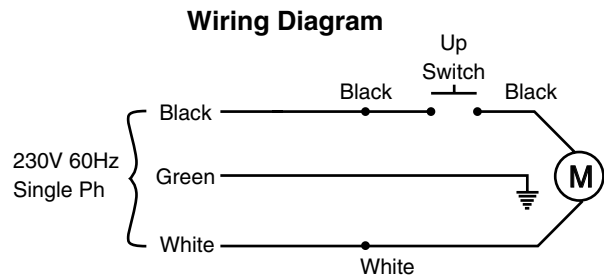 Wiring Diagram
Up
Switch
Black
Black
Black
230V 60Hz
Single Ph
Green
M
White
White